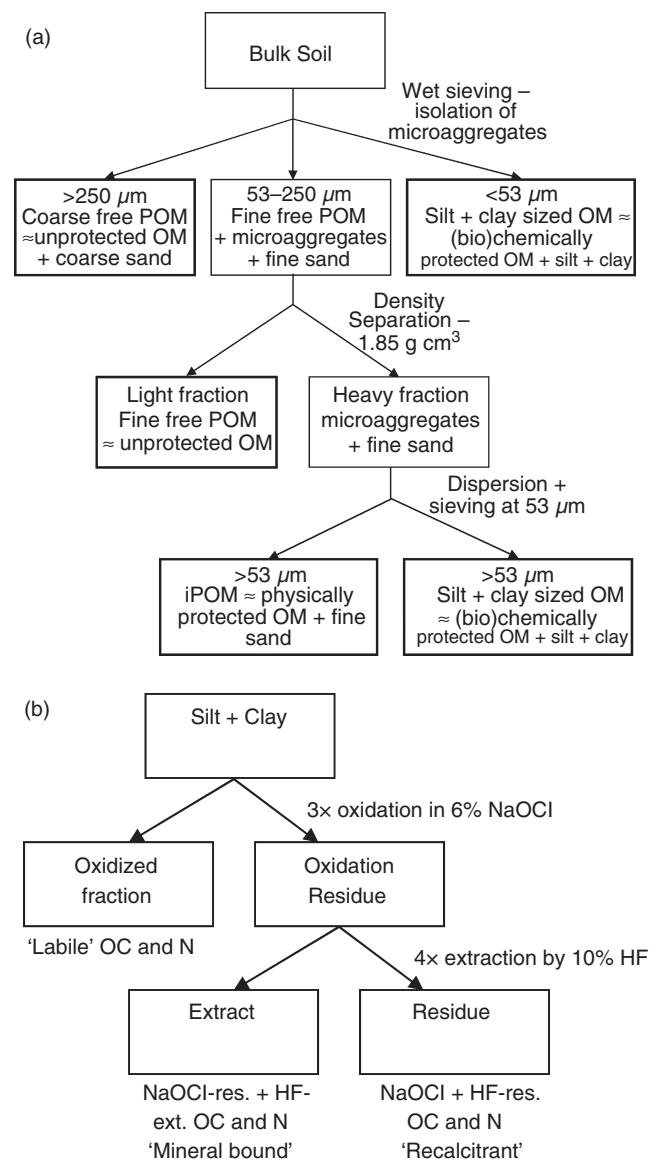 (a)
Bulk Soil
Wet sieving –
isolation of
microaggregates
>250 µm
Coarse free POM
≈unprotected OM
+ coarse sand
53–250 µm
Fine free POM
+ microaggregates
+ fine sand
<53 µm
Silt + clay sized OM ≈
(bio)chemically
protected OM + silt + clay
Density
Separation –
1.85 g cm³
Light fraction
Fine free POM
≈ unprotected OM
Heavy fraction
microaggregates
+ fine sand
Dispersion +
sieving at 53 µm
>53 µm
iPOM ≈ physically
protected OM + fine
sand
>53 µm
Silt + clay sized OM
≈ (bio)chemically
protected OM + silt + clay
(b)
Silt + Clay
3× oxidation in 6% NaOCI
Oxidized
fraction
Oxidation
Residue
'Labile' OC and N
4× extraction by 10% HF
Extract
Residue
NaOCI-res. + HF-
ext. OC and N
'Mineral bound'
NaOCI + HF-res.
OC and N
'Recalcitrant'